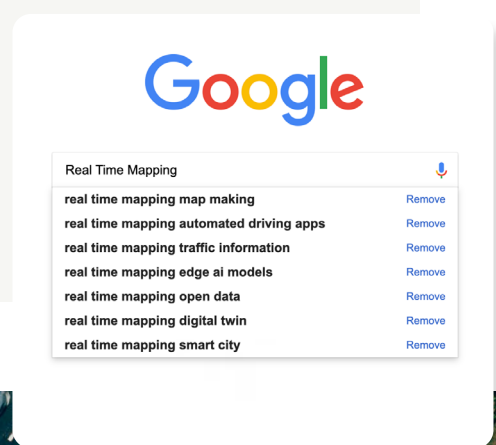 Google
Real Time Mapping
real time mapping map making Remove
real time mapping automated driving apps Remove
real time mapping traffic information Remove
real time mapping edge ai models Remove
real time mapping open data Remove
real time mapping digital twin Remove
real time mapping smart city Remove